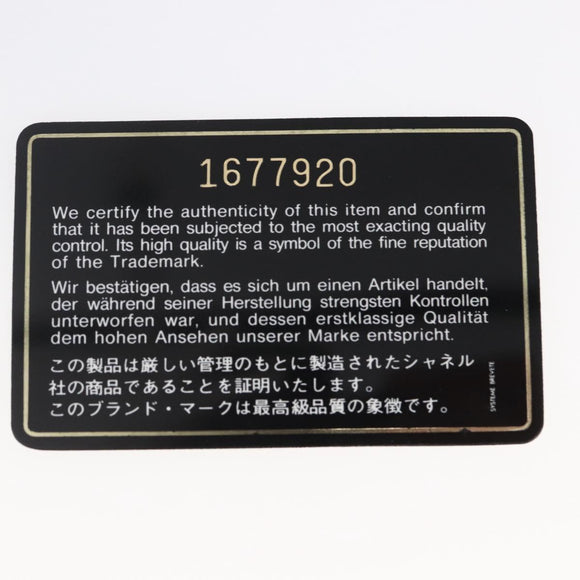 1677920
We certify the authenticity of this item and confirm
that it has been subjected to the most exacting quality
control. Its high quality is a symbol of the fine reputation
of the Trademark.
Wir bestätigen, dass es sich um einen Artikel handelt,
der während seiner Herstellung strengsten Kontrollen
unterworfen war, und dessen erstklassige Qualität
dem hohen Ansehen unserer Marke entspricht.
この製品は厳しい管理のもとに製造されたシャネル
社の商品であることを証明いたします。
このブランド・マークは最高級品質の象徴です。
SYSTEME BREVETE